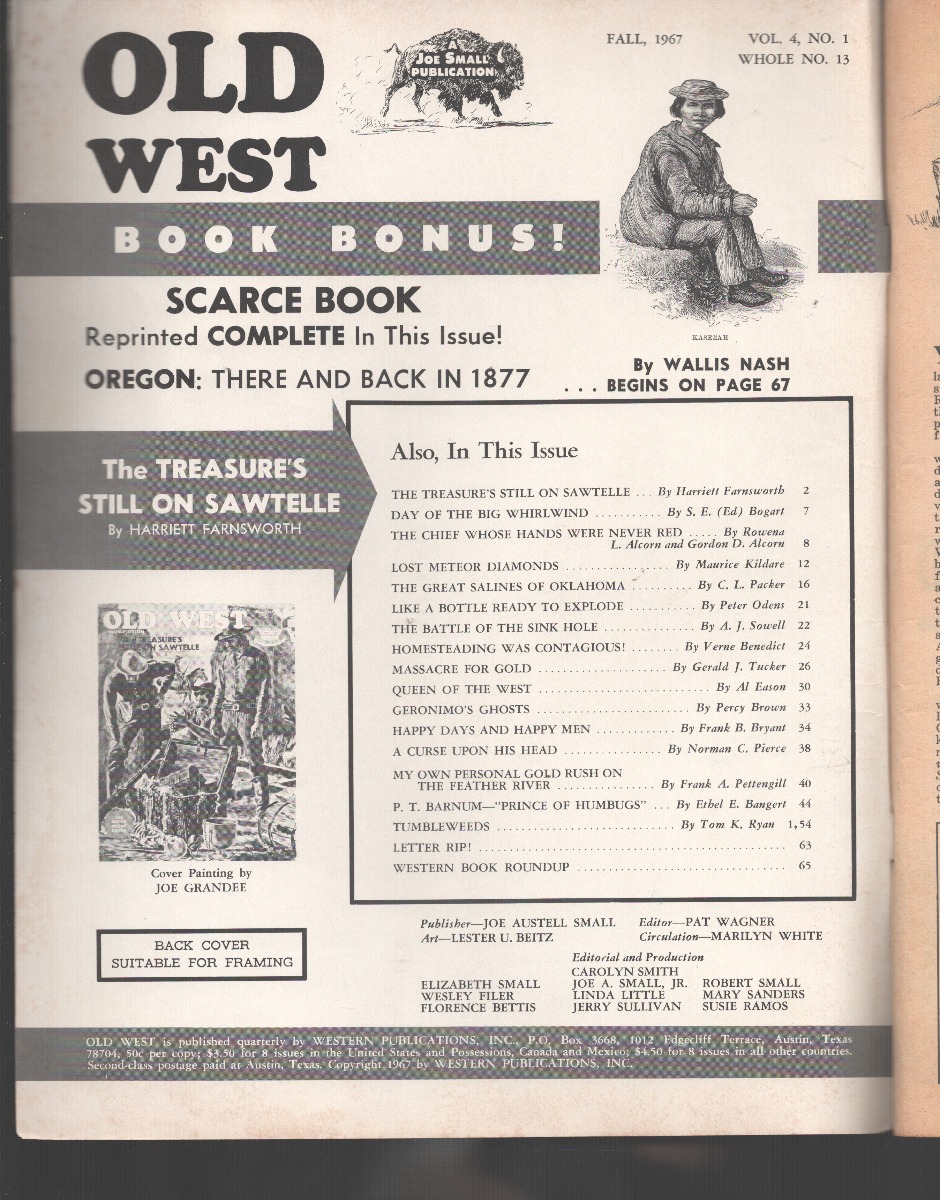 OLD
WEST
A
JOE SMALL
PUBLICATION
FALL, 1967
VOL. 4, NO. 1
WHOLE NO. 13
BOOK BONUS!
KASEEAH
SCARCE BOOK
Reprinted COMPLETE In This Issue!
OREGON: THERE AND BACK IN 1877
By WALLIS NASH
. . . BEGINS ON PAGE 67
The TREASURE'S
STILL ON SAWTELLE
By HARRIETT FARNSWORTH
Also, In This Issue
THE TREASURE'S STILL ON SAWTELLE ... By Harriett Farnsworth 2
DAY OF THE BIG WHIRLWIND .......... By S. E. (Ed) Bogart 7
THE CHIEF WHOSE HANDS WERE NEVER RED ..... By Rowena
L. Alcorn and Gordon D. Alcorn 8
LOST METEOR DIAMONDS ................ By Maurice Kildare 12
THE GREAT SALINES OF OKLAHOMA .......... By C. L. Packer 16
LIKE A BOTTLE READY TO EXPLODE .......... By Peter Odens 21
THE BATTLE OF THE SINK HOLE ............... By A. J. Sowell 22
HOMESTEADING WAS CONTAGIOUS! ........ By Verne Benedict 24
MASSACRE FOR GOLD .................... By Gerald J. Tucker 26
QUEEN OF THE WEST .......................... By Al Eason 30
GERONIMO'S GHOSTS ........................ By Percy Brown 33
HAPPY DAYS AND HAPPY MEN ............ By Frank B. Bryant 34
A CURSE UPON HIS HEAD ............... By Norman C. Pierce 38
MY OWN PERSONAL GOLD RUSH ON
THE FEATHER RIVER ............... By Frank A. Pettengill 40
P. T. BARNUM—"PRINCE OF HUMBUGS" ... By Ethel E. Bangert 44
TUMBLEWEEDS ........................... By Tom K. Ryan 1,54
LETTER RIP! ............................................... 63
WESTERN BOOK ROUNDUP ................................ 65
OLD WEST
TREASURE'S
SAWTELLE
Cover Painting by
JOE GRANDEE
BACK COVER
SUITABLE FOR FRAMING
Publisher—JOE AUSTELL SMALL Editor—PAT WAGNER
Art—LESTER U. BEITZ Circulation—MARILYN WHITE
Editorial and Production
CAROLYN SMITH
ELIZABETH SMALL JOE A. SMALL, JR. ROBERT SMALL
WESLEY FILER LINDA LITTLE MARY SANDERS
FLORENCE BETTIS JERRY SULLIVAN SUSIE RAMOS
OLD WEST is published quarterly by WESTERN PUBLICATIONS, INC., P.O. Box 3668, 1012 Edgecliff Terrace, Austin, Texas
78704, 50c per copy; $3.50 for 8 issues in the United States and Possessions, Canada and Mexico; $4.50 for 8 issues in all other countries.
Second-class postage paid at Austin, Texas. Copyright 1967 by WESTERN PUBLICATIONS, INC.